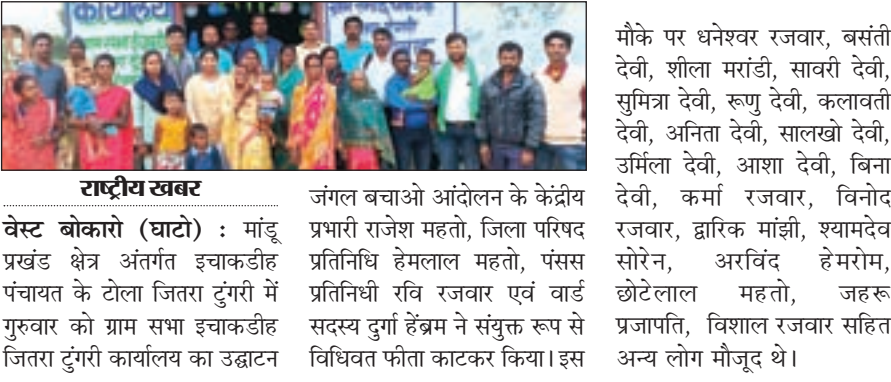 कार्यालय
राष्ट्रीय खबर
वेस्ट बोकारो (घाटो) : मांडू
प्रखंड क्षेत्र अंतर्गत इचाकडीह
पंचायत के टोला जितरा टुंगरी में
गुरुवार को ग्राम सभा इचाकडीह
जितरा टुंगरी कार्यालय का उद्घाटन
जंगल बचाओ आंदोलन के केंद्रीय
प्रभारी राजेश महतो, जिला परिषद
प्रतिनिधि हेमलाल महतो, पंसस
प्रतिनिधी रवि रजवार एवं वार्ड
सदस्य दुर्गा हेंब्रम ने संयुक्त रूप से
विधिवत फीता काटकर किया। इस
मौके पर धनेश्वर रजवार, बसंती
देवी, शीला मरांडी, सावरी देवी,
सुमित्रा देवी, रूणु देवी, कलावती
देवी, अनिता देवी, सालखो देवी,
उर्मिला देवी, आशा देवी, बिना
देवी, कर्मा रजवार, विनोद
रजवार, द्वारिक मांझी, श्यामदेव
सोरेन, अरविंद हेमरोम,
छोटेलाल महतो, जहरू
प्रजापति, विशाल रजवार सहित
अन्य लोग मौजूद थे।